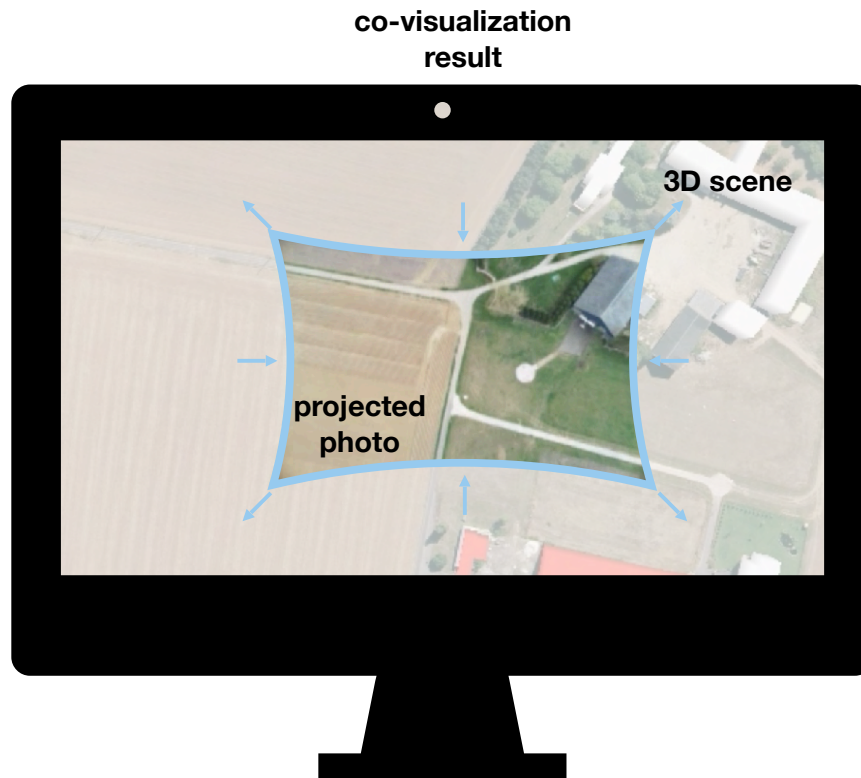 co-visualization
result
3D scene
projected
photo